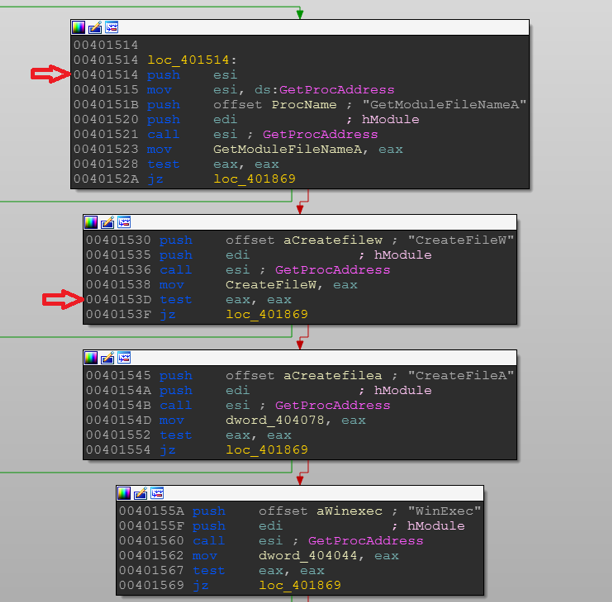 00401514
00401514 loc_401514:
00401514 push esi
00401515 mov esi, ds:GetProcAddress
0040151B push offset ProcName ; "GetModuleFileNameA"
00401520 push edi ; hModule
00401521 call esi ; GetProcAddress
00401523 mov GetModuleFileNameA, eax
00401528 test eax, eax
0040152A jz loc_401869
00401530 push offset aCreatefilew ; "CreateFileW"
00401535 push edi ; hModule
00401536 call esi ; GetProcAddress
00401538 mov CreateFileW, eax
0040153D test eax, eax
0040153F jz loc_401869
00401545 push offset aCreatefilea ; "CreateFileA"
0040154A push edi ; hModule
0040154B call esi ; GetProcAddress
0040154D mov dword_404078, eax
00401552 test eax, eax
00401554 jz loc_401869
0040155A push offset aWinexec ; "WinExec"
0040155F push edi ; hModule
00401560 call esi ; GetProcAddress
00401562 mov dword_404044, eax
00401567 test eax, eax
00401569 jz loc_401869